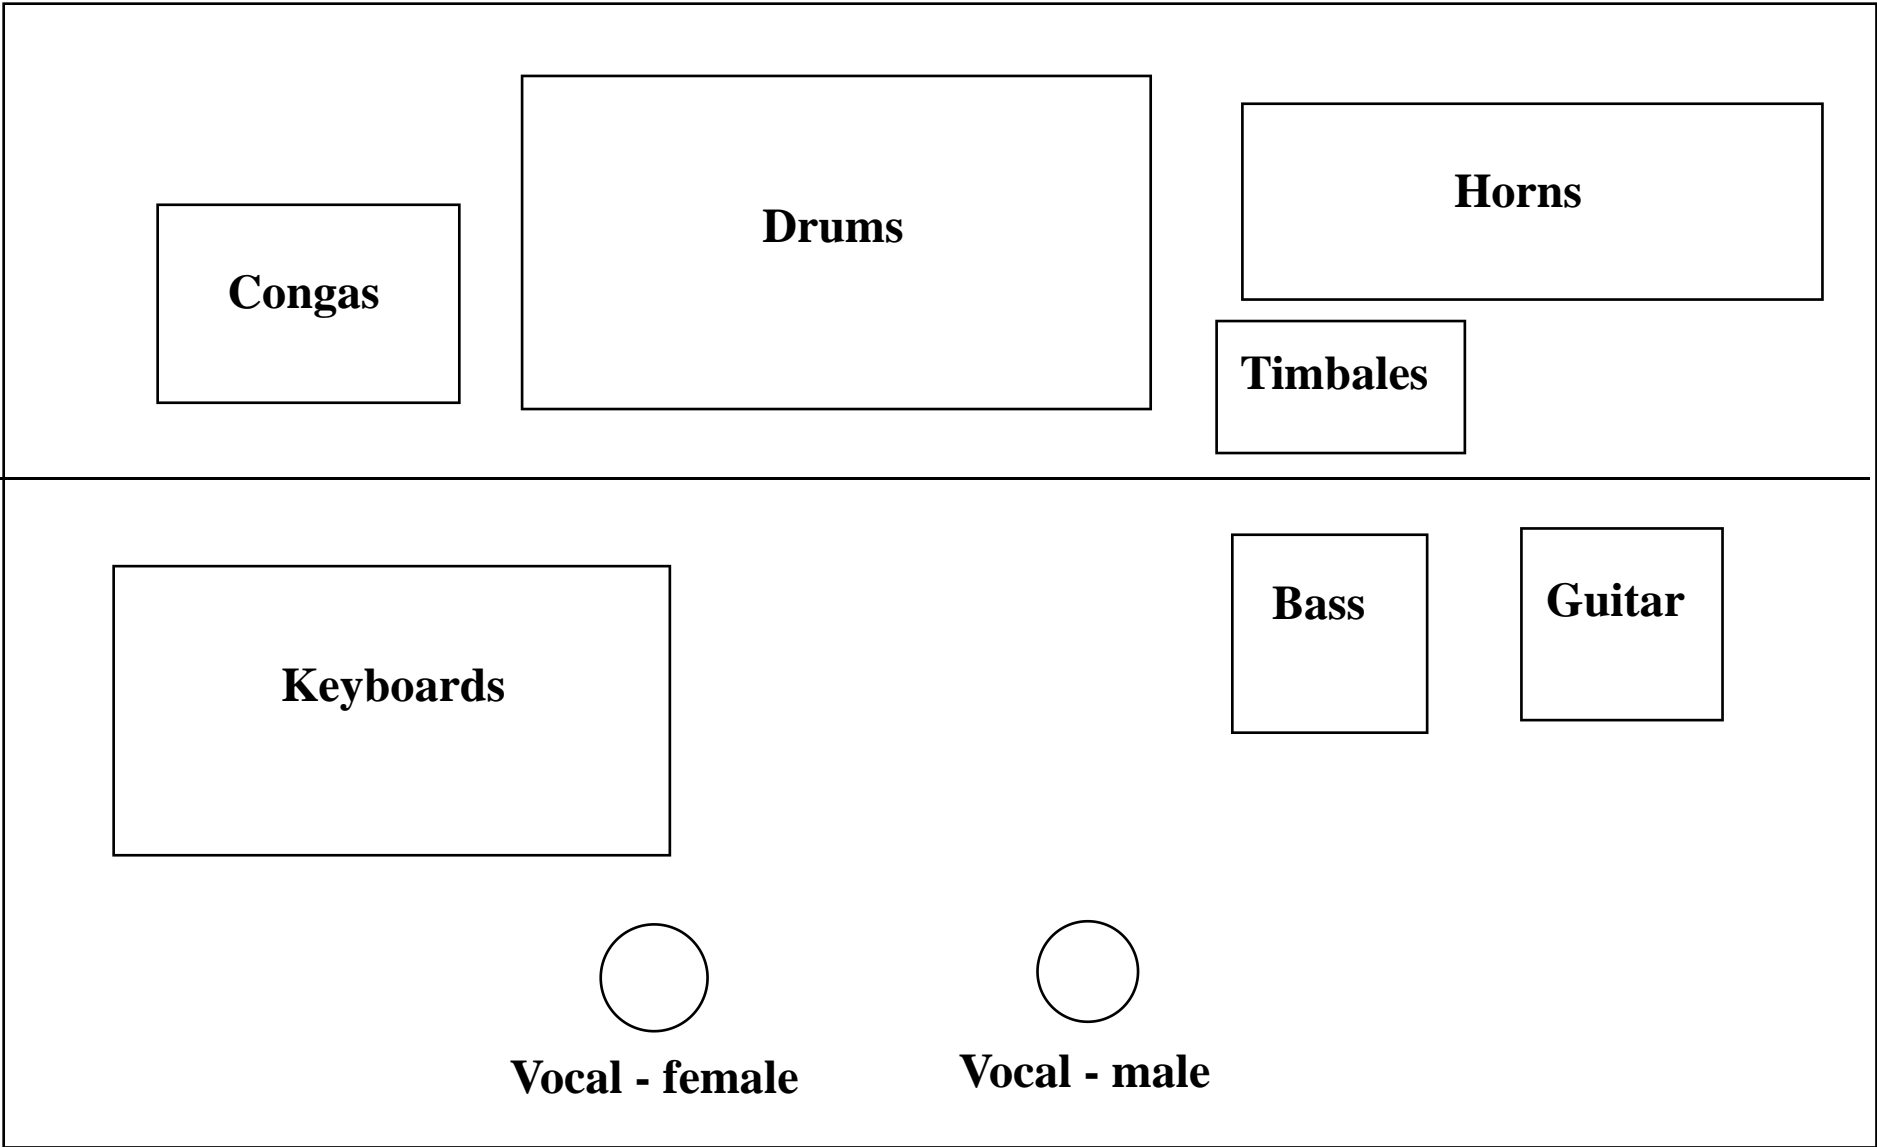 Drums
Horns
Congas
Timbales
Keyboards
Bass
Guitar
Vocal - female
Vocal - male